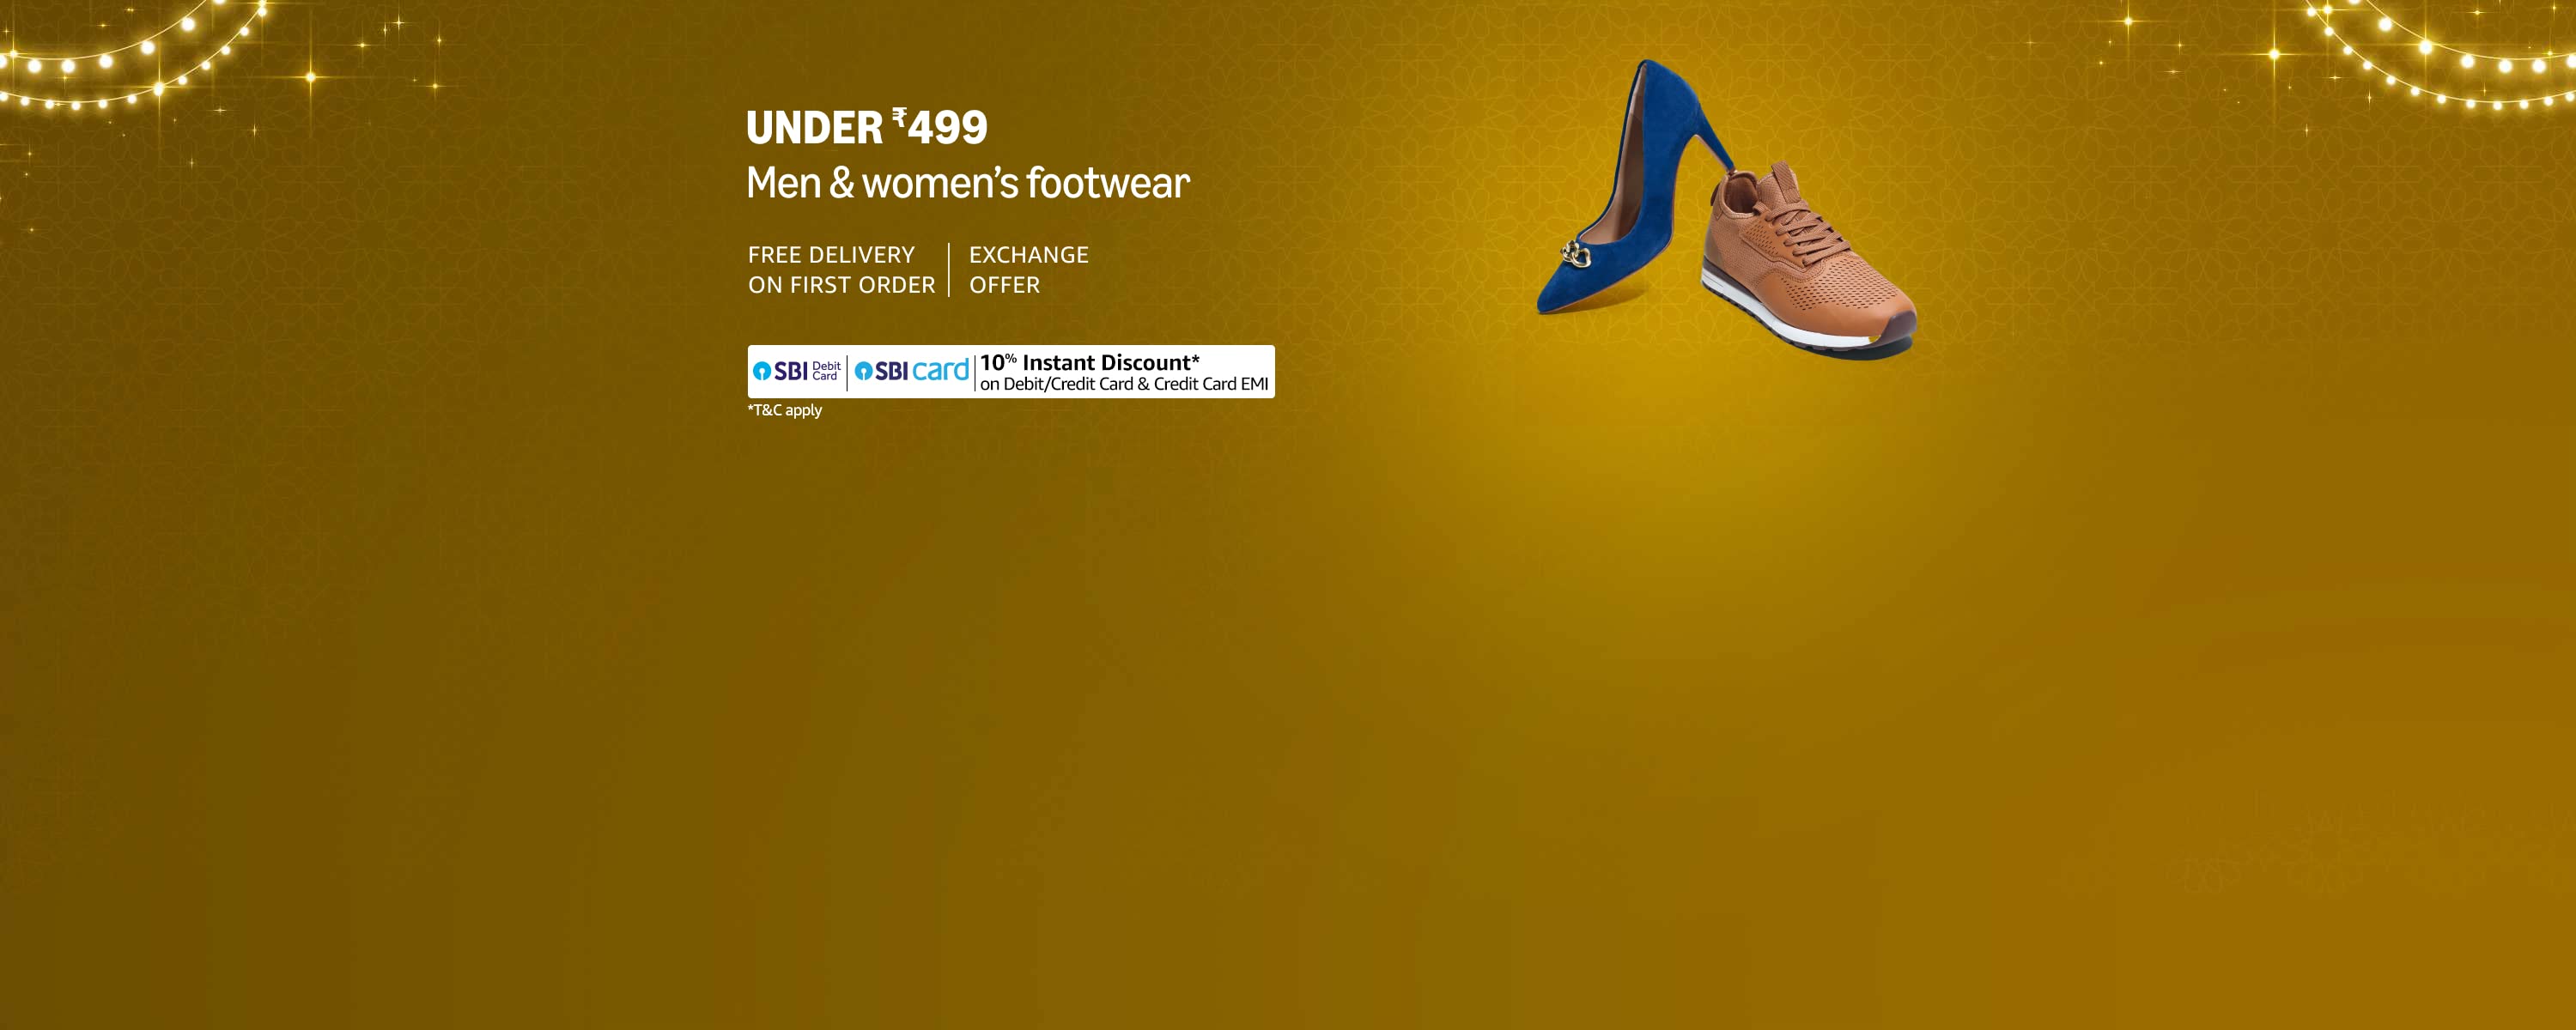 UNDER ₹499
Men & women's footwear
FREE DELIVERY
ON FIRST ORDER
EXCHANGE
OFFER
SBI Debit Card
SBI card
10% Instant Discount*
on Debit/Credit Card & Credit Card EMI
*T&C apply